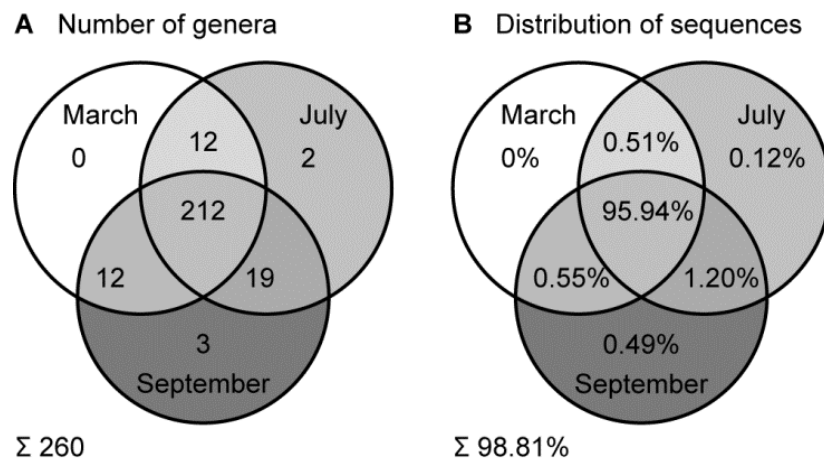 A Number of genera
March
July
0
12
2
212
12
19
3
September
Σ 260
B Distribution of sequences
March
July
0%
0.51%
0.12%
95.94%
0.55%
1.20%
0.49%
September
Σ 98.81%